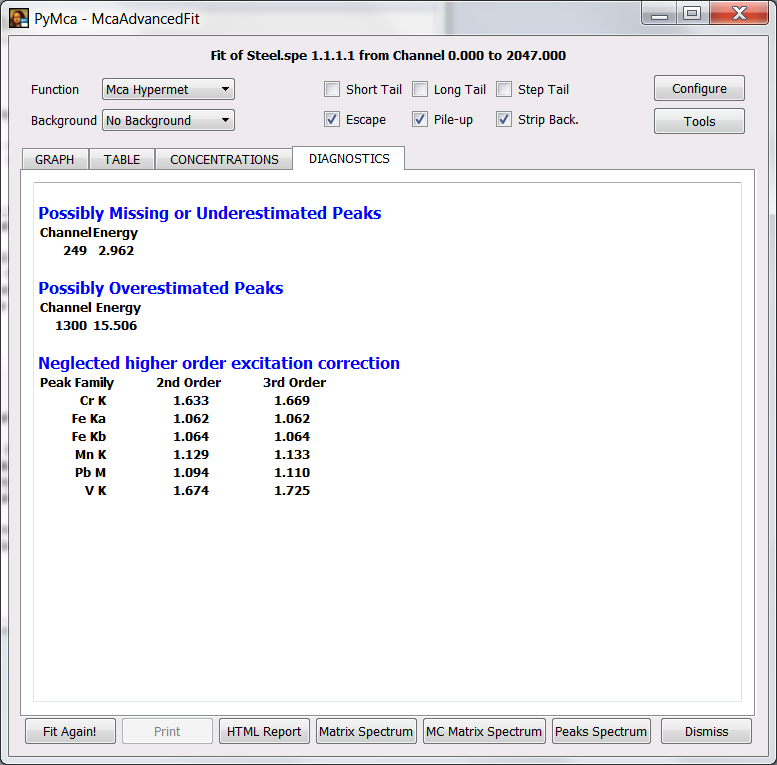 PyMca - McaAdvancedFit
Fit of Steel.spe 1.1.1.1 from Channel 0.000 to 2047.000
Function Mca Hypermet Short Tail Long Tail Step Tail Configure
Background No Background Escape Pile-up Strip Back. Tools
GRAPH TABLE CONCENTRATIONS DIAGNOSTICS
Possibly Missing or Underestimated Peaks
Channel Energy
249 2.962
Possibly Overestimated Peaks
Channel Energy
1300 15.506
Neglected higher order excitation correction
Peak Family 2nd Order 3rd Order
Cr K 1.633 1.669
Fe Ka 1.062 1.062
Fe Kb 1.064 1.064
Mn K 1.129 1.133
Pb M 1.094 1.110
V K 1.674 1.725
Fit Again! Print HTML Report Matrix Spectrum MC Matrix Spectrum Peaks Spectrum Dismiss